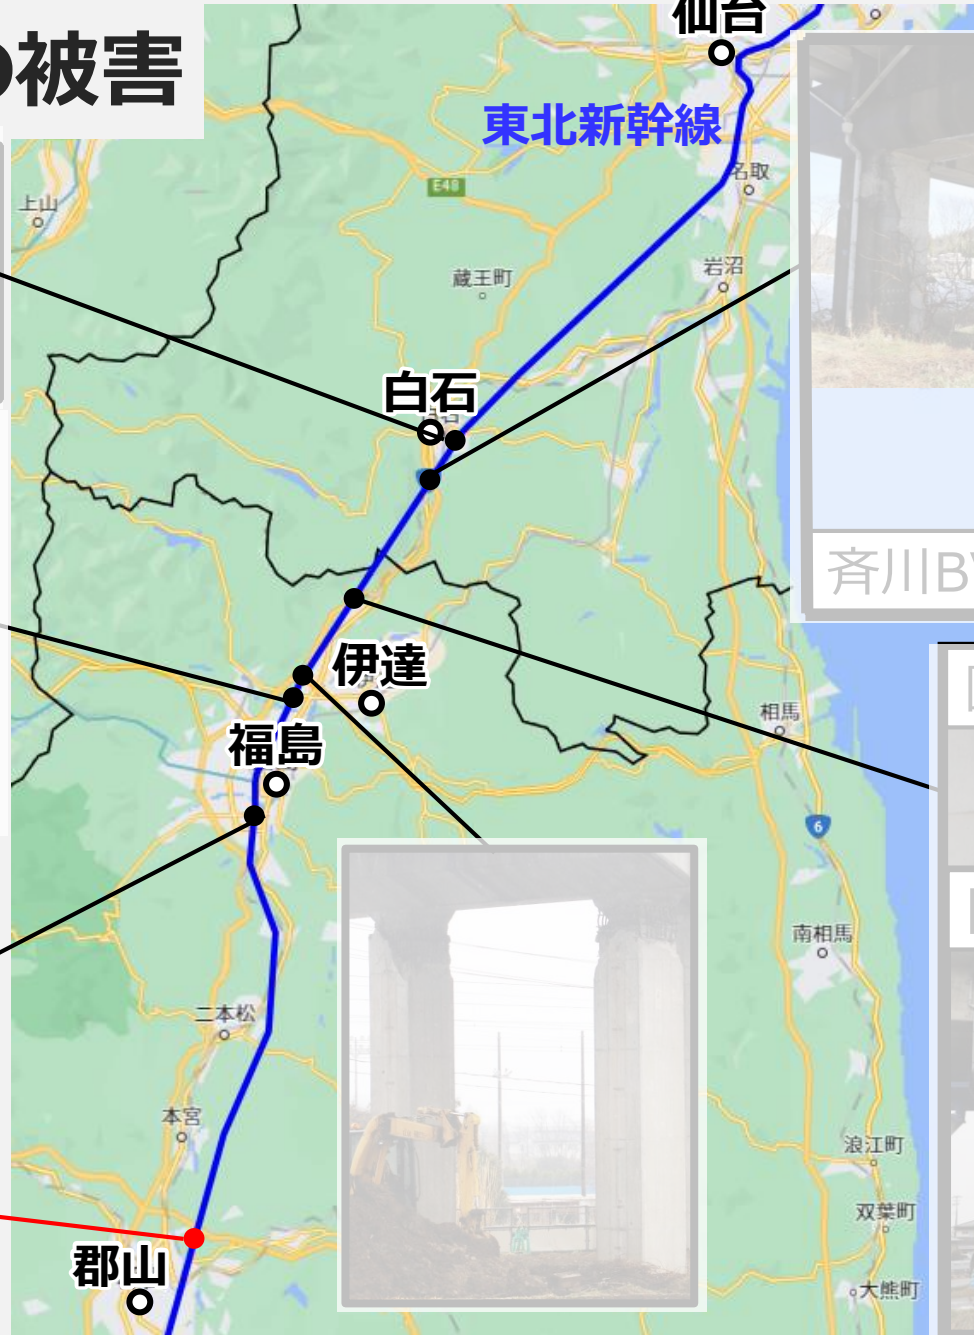 仙台
の被害
東北新幹線
E48
名取
上山
岩沼
蔵王町
白石
斉川BV
伊達
相馬
福島
6
南相馬
二本松
本宮
浪江町
双葉町
郡山
大熊町